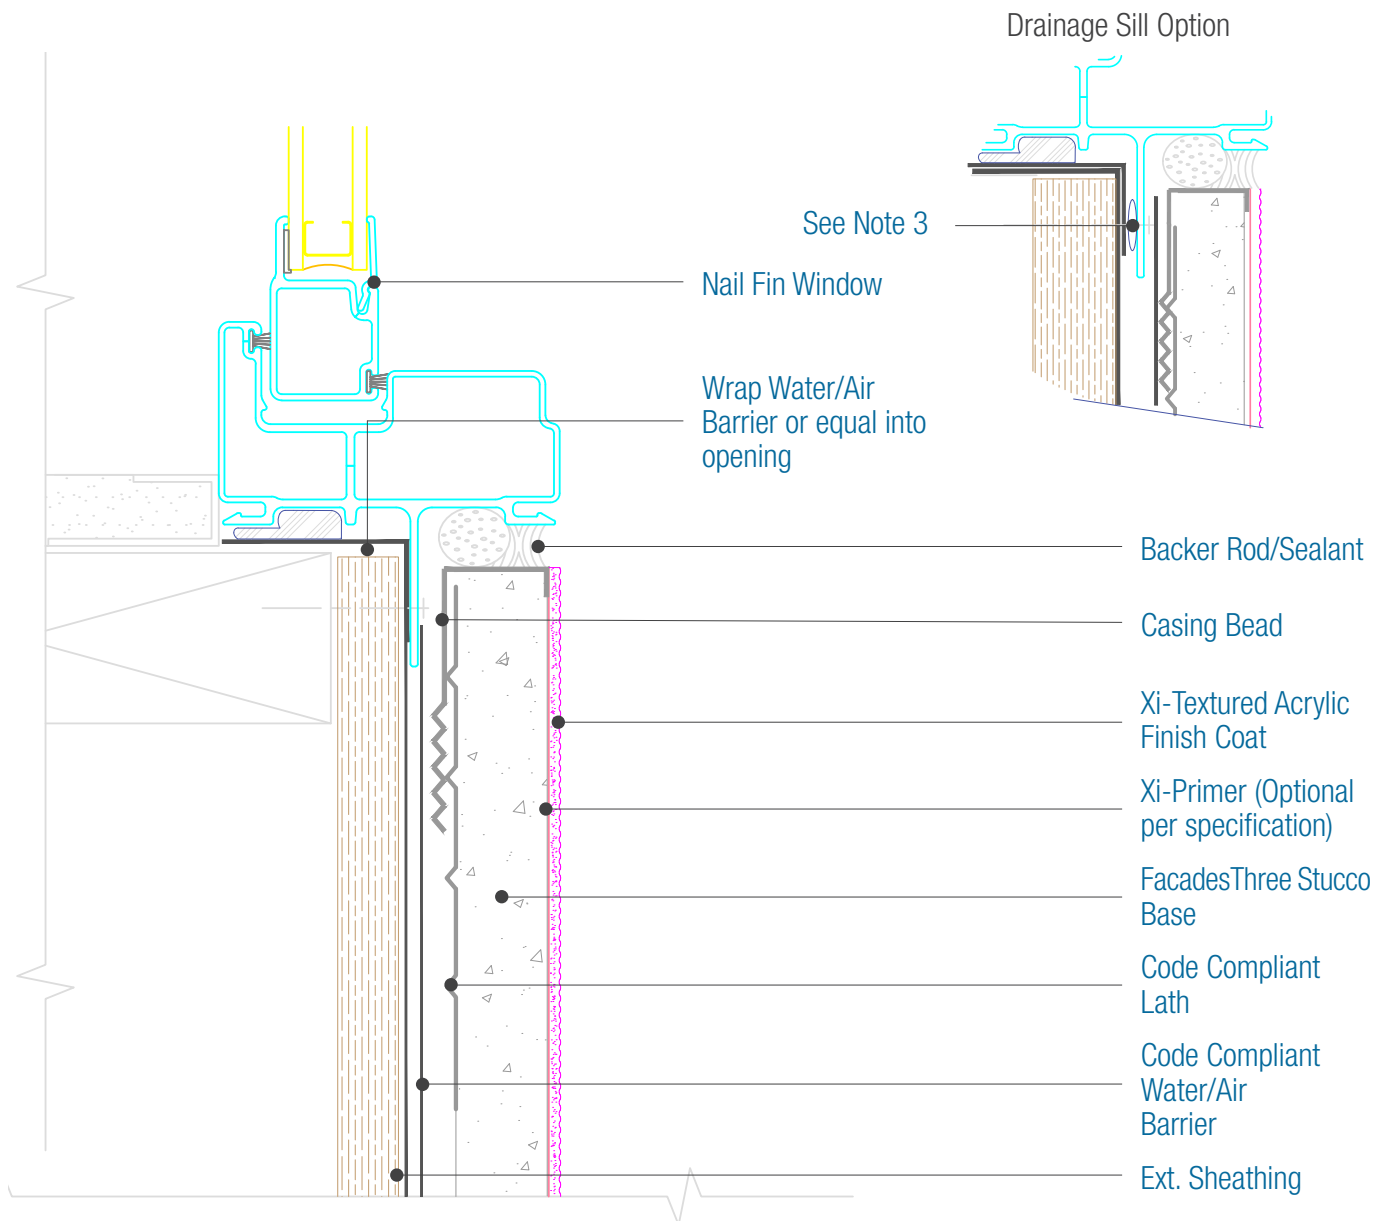 Drainage Sill Option
See Note 3
Nail Fin Window
Wrap Water/Air
Barrier or equal into
opening
Backer Rod/Sealant
Casing Bead
Xi-Textured Acrylic
Finish Coat
Xi-Primer (Optional
per specification)
FacadesThree Stucco
Base
Code Compliant
Lath
Code Compliant
Water/Air
Barrier
Ext. Sheathing